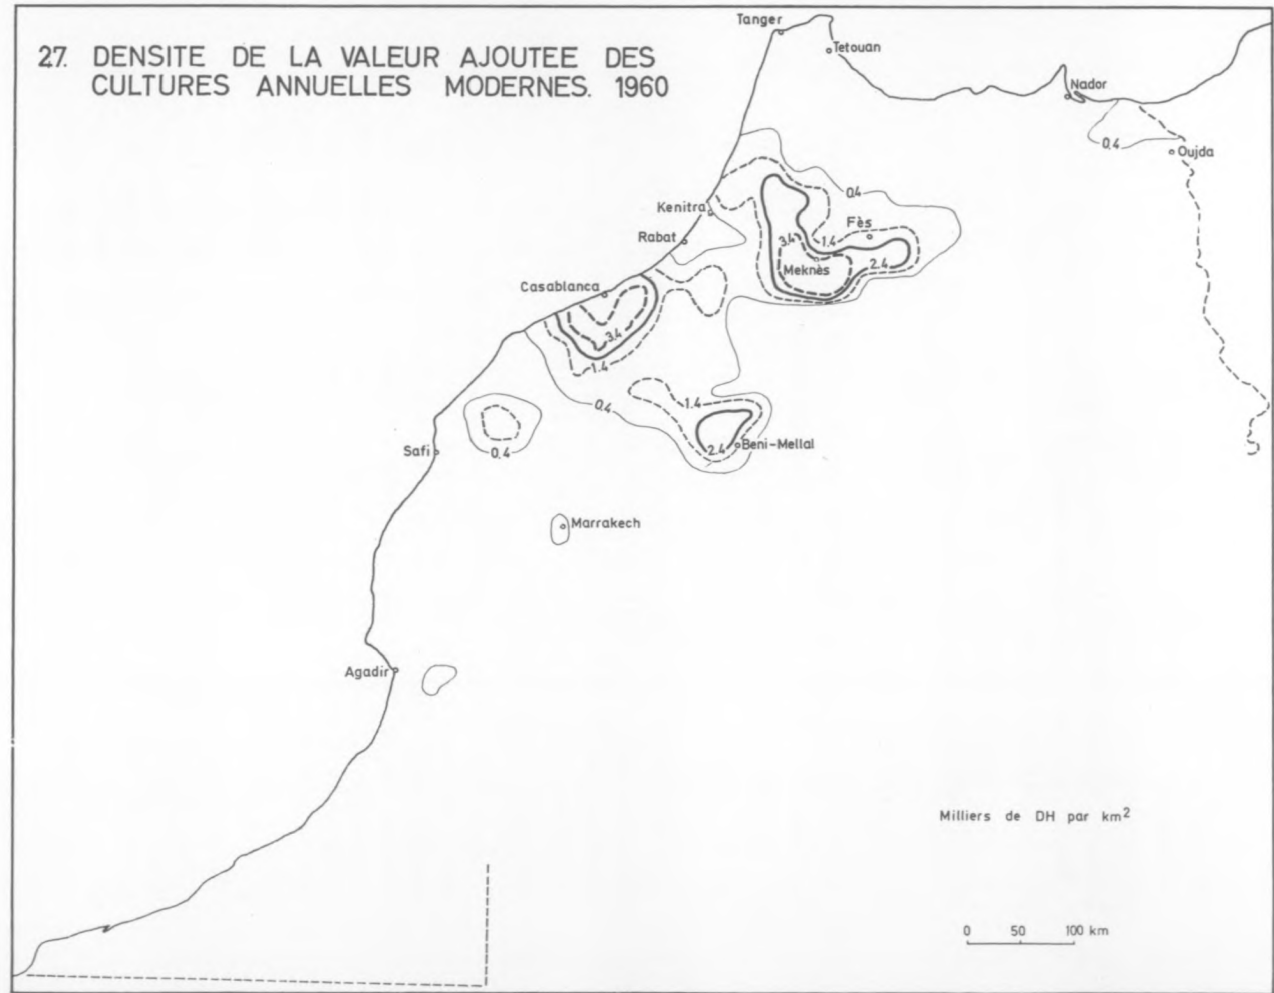 27. DENSITE DE LA VALEUR AJOUTEE DES
CULTURES ANNUELLES MODERNES. 1960
Tanger
Tetouan
Nador
0.4
Oujda
0.4
Kenitra
Fès
Rabat
1.4
3.4
2.4
Meknès
Casablanca
3.4
1.4
0.4
1.4
Safi
0.4
2.4
Beni-Mellal
Marrakech
Agadir
Milliers de DH par km²
0 50 100 km